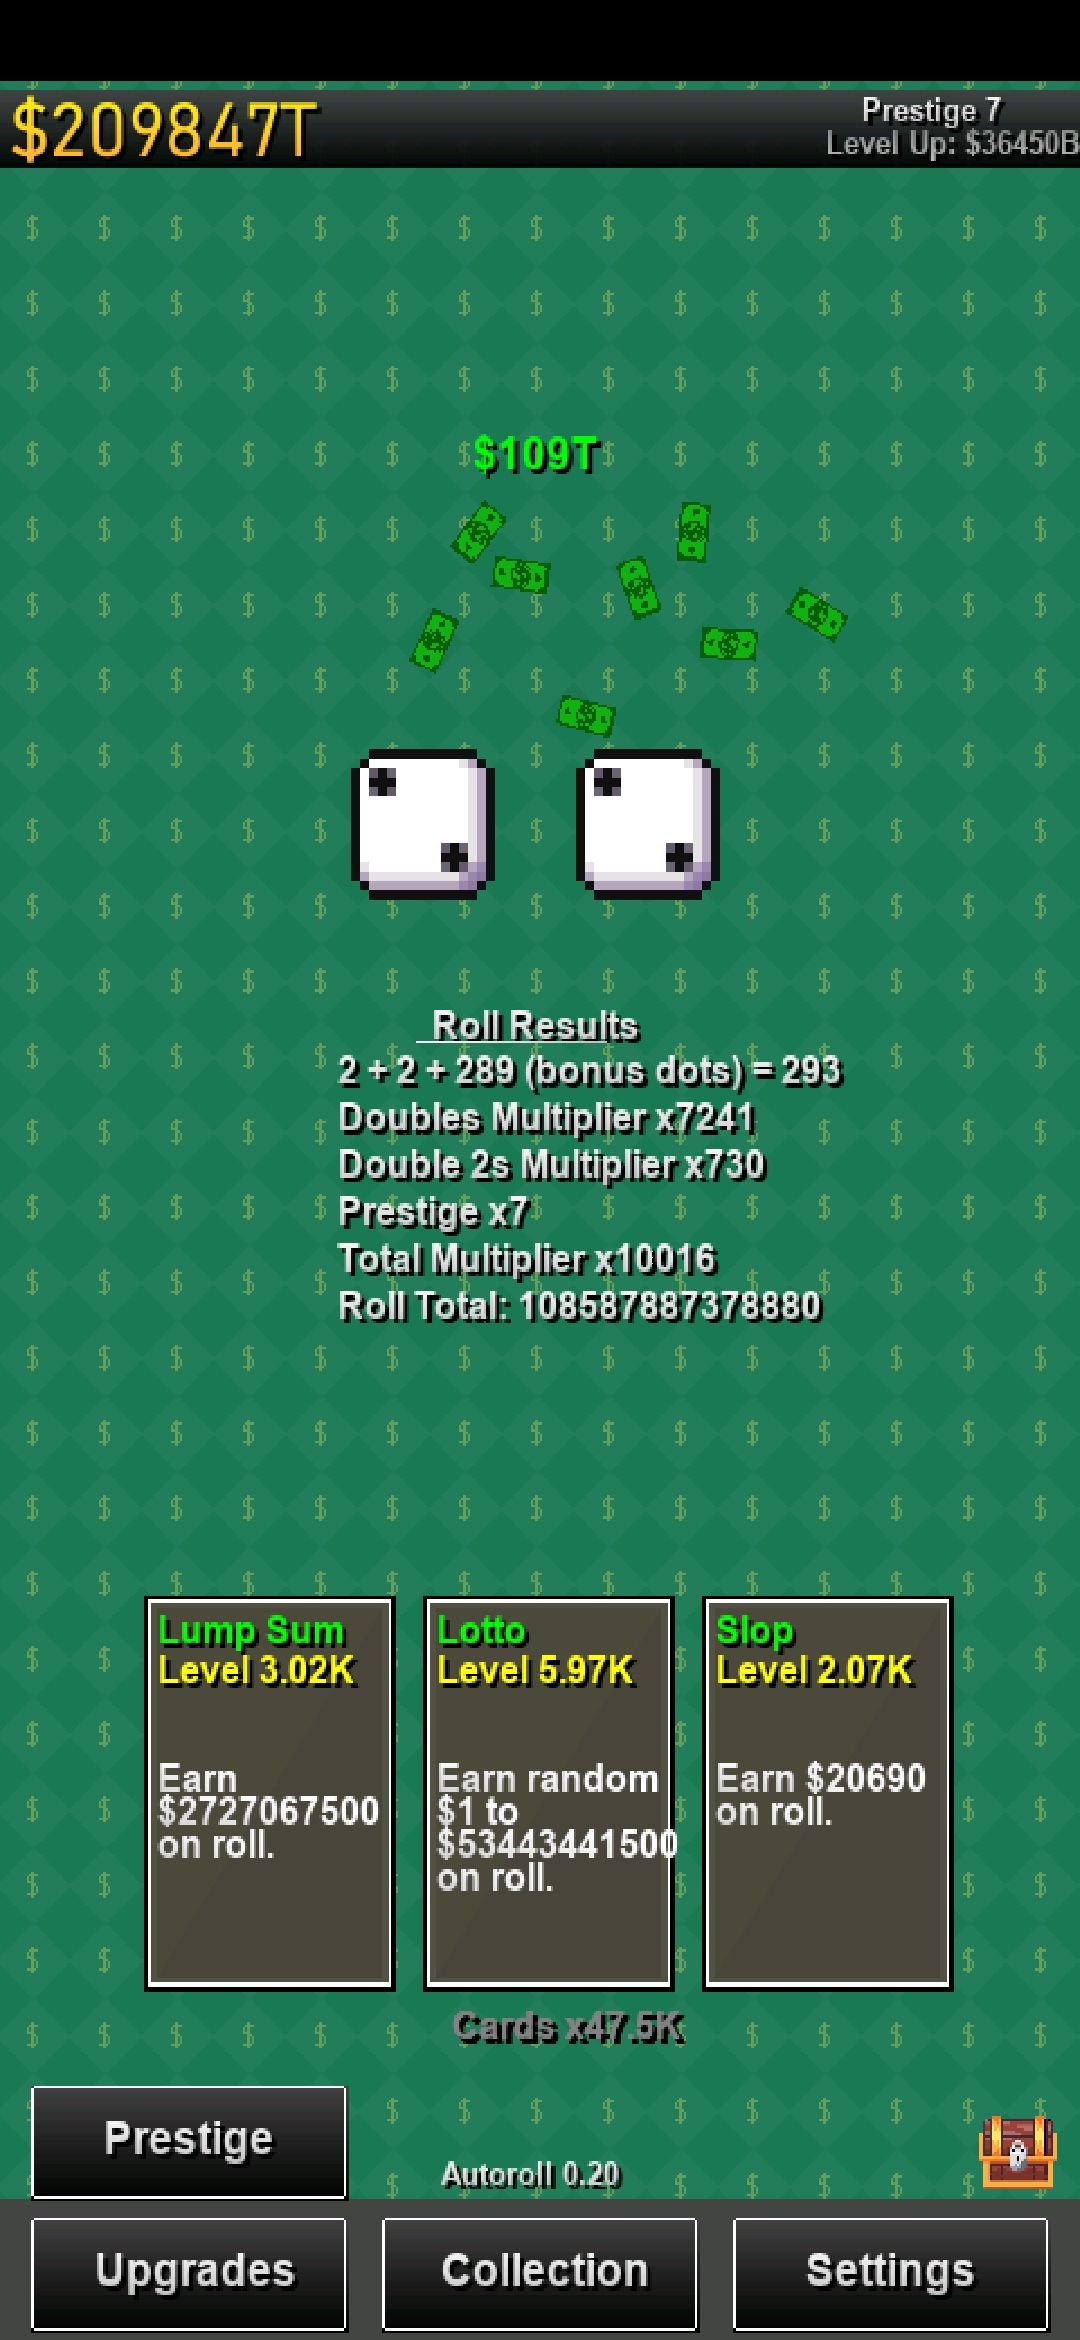 $209847T
Prestige 7
Level Up: $36450B
$109T
Roll Results
2 + 2 + 289 (bonus dots) = 293
Doubles Multiplier x7241
Double 2s Multiplier x730
Prestige x7
Total Multiplier x10016
Roll Total: 108587887378880
Lump Sum
Level 3.02K
Earn
$2727067500
on roll.
Lotto
Level 5.97K
Earn random
$1 to
$53443441500
on roll.
Slop
Level 2.07K
Earn $20690
on roll.
Cards x47.5K
Prestige
Autoroll 0.20
Upgrades
Collection
Settings